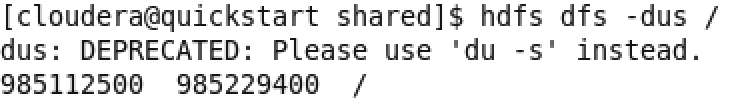 [cloudera@quickstart shared]$ hdfs dfs -dus /
dus: DEPRECATED: Please use 'du -s' instead.
985112500  985229400  /